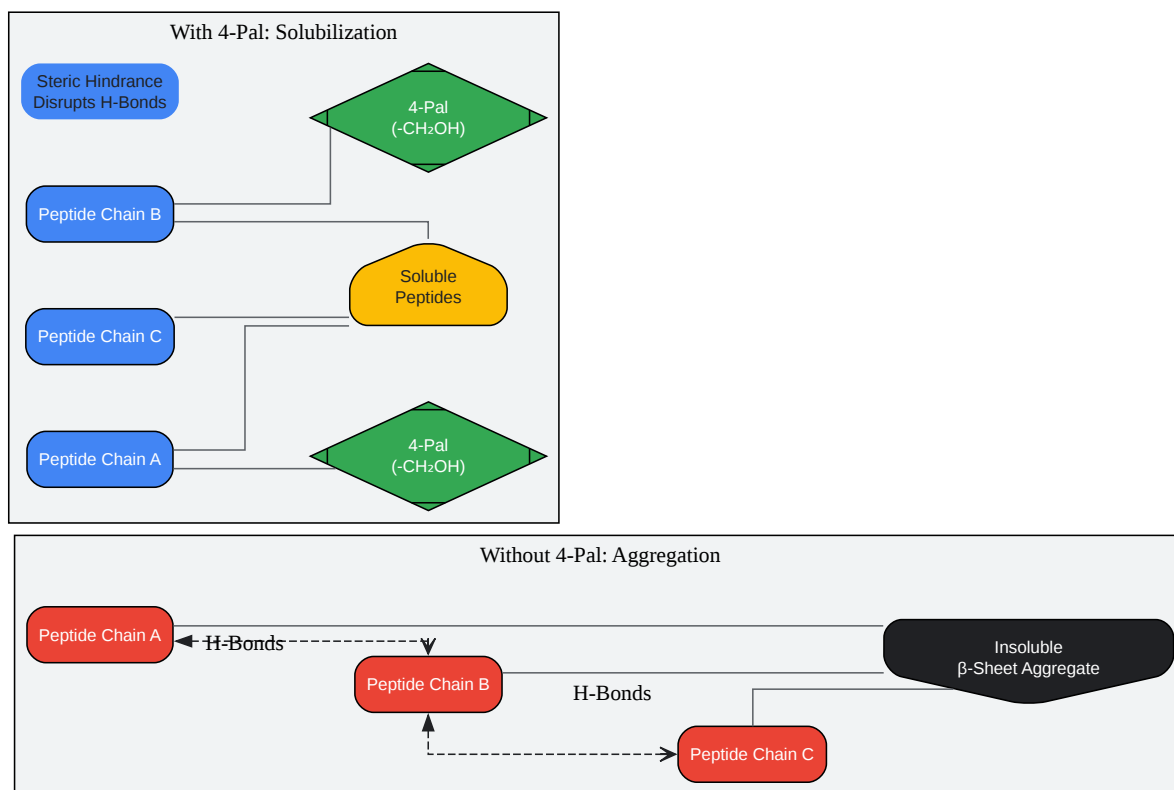 With 4-Pal: Solubilization
Steric Hindrance
Disrupts H-Bonds
4-Pal
(-CH₂OH)
Peptide Chain B
Soluble
Peptides
Peptide Chain C
Peptide Chain A
4-Pal
(-CH₂OH)
Without 4-Pal: Aggregation
Peptide Chain A
H-Bonds
Insoluble
β-Sheet Aggregate
Peptide Chain B
H-Bonds
Peptide Chain C